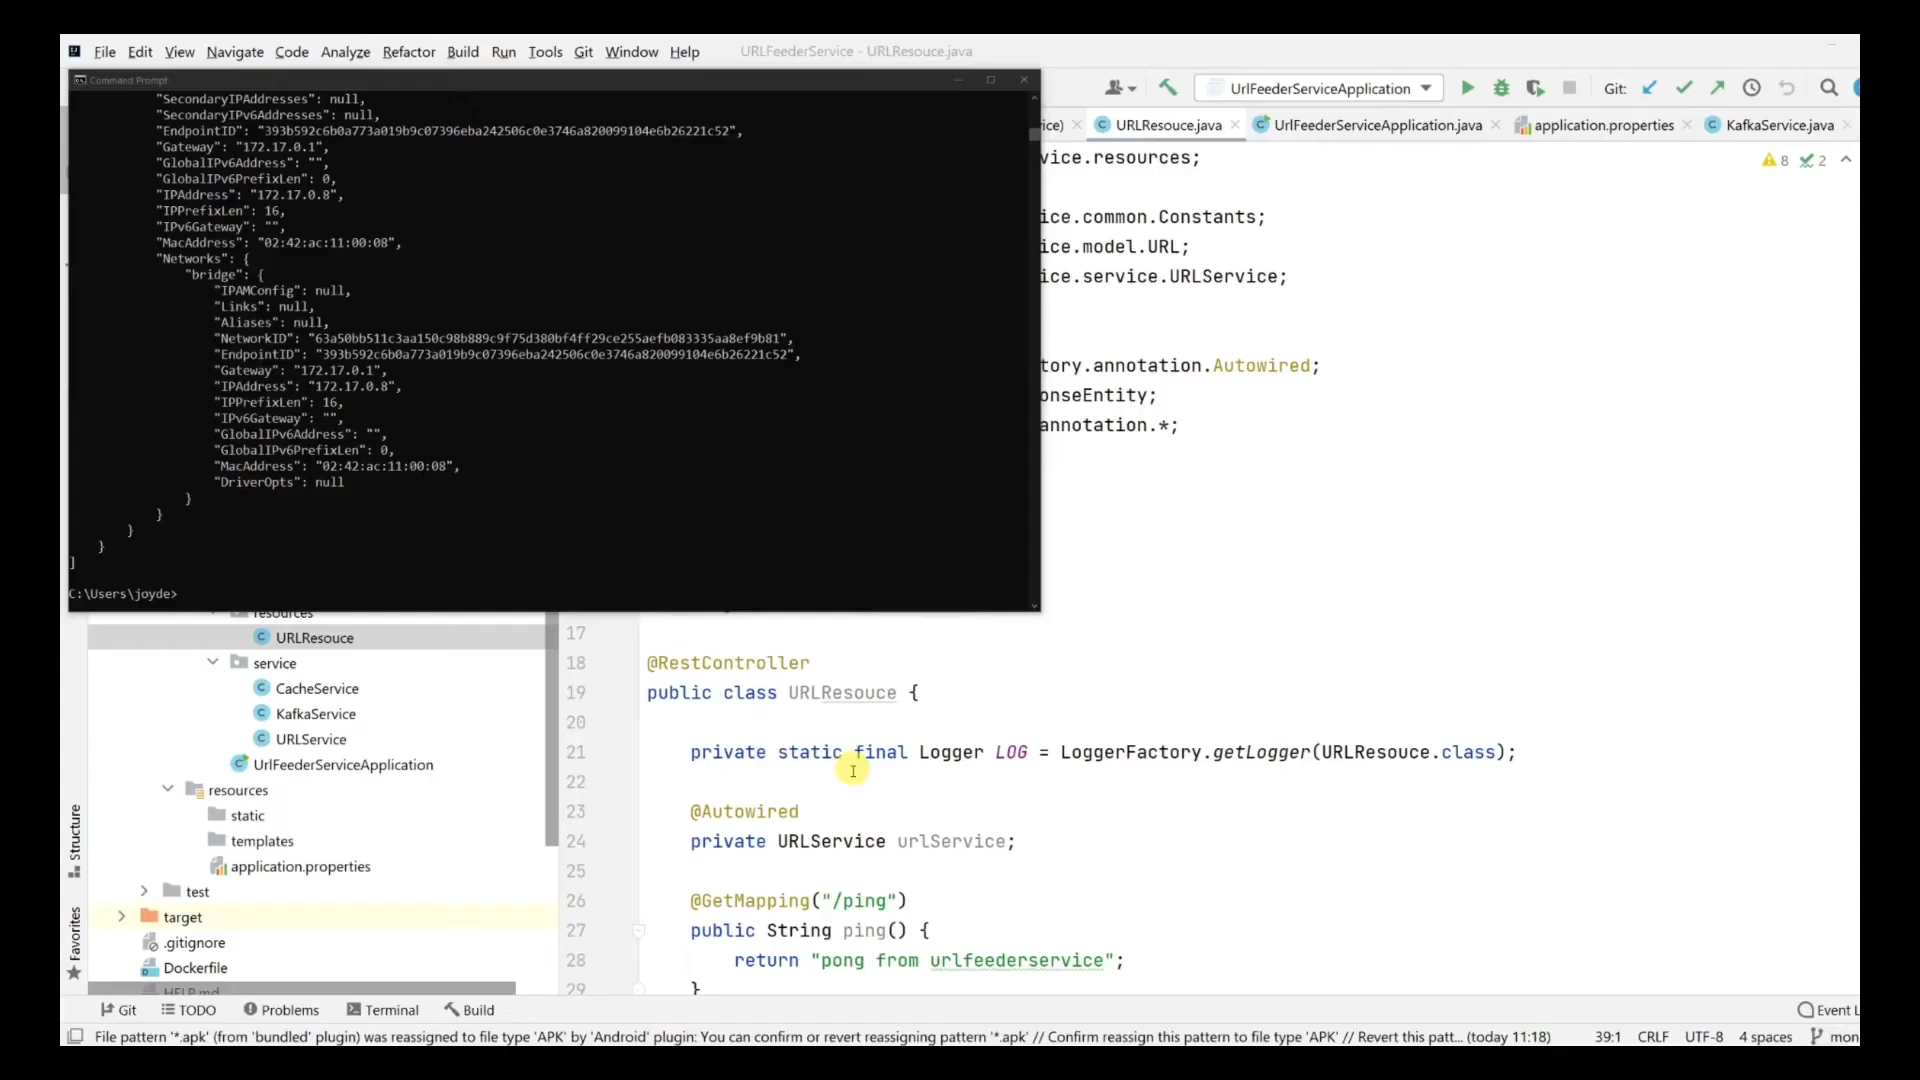 File Edit View Navigate Code Analyze Refactor Build Run Tools Git Window Help URLFeederService - URLResouce.java
Command Prompt
UrlFeederServiceApplication Git:
URLResouce.java UrlFeederServiceApplication.java application.properties KafkaService.java
8 2
"SecondaryIPAddresses": null,
"SecondaryIPv6Addresses": null,
"EndpointID": "393b592c6b0a773a019b9c07396eba242506c0e3746a820099104e6b26221c52",
"Gateway": "172.17.0.1",
"GlobalIPv6Address": "",
"GlobalIPv6PrefixLen": 0,
"IPAddress": "172.17.0.8",
"IPPrefixLen": 16,
"IPv6Gateway": "",
"MacAddress": "02:42:ac:11:00:08",
"Networks": {
"bridge": {
"IPAMConfig": null,
"Links": null,
"Aliases": null,
"NetworkID": "63a50bb511c3aa150c98b889c9f75d380bf4ff29ce255aefb083335aa8ef9b81",
"EndpointID": "393b592c6b0a773a019b9c07396eba242506c0e3746a820099104e6b26221c52",
"Gateway": "172.17.0.1",
"IPAddress": "172.17.0.8",
"IPPrefixLen": 16,
"IPv6Gateway": "",
"GlobalIPv6Address": "",
"GlobalIPv6PrefixLen": 0,
"MacAddress": "02:42:ac:11:00:08",
"DriverOpts": null
}
}
}
}
]
C:\Users\joyde>
vice.resources;
ice.common.Constants;
ice.model.URL;
ice.service.URLService;
tory.annotation.Autowired;
onseEntity;
annotation.*;
resources
URLResouce
service
CacheService
KafkaService
URLService
UrlFeederServiceApplication
resources
static
templates
application.properties
test
target
.gitignore
Dockerfile
HELP.md
Structure
Favorites
17
18 @RestController
19 public class URLResouce {
20
21 private static final Logger LOG = LoggerFactory.getLogger(URLResouce.class);
22
23 @Autowired
24 private URLService urlService;
25
26 @GetMapping("/ping")
27 public String ping() {
28 return "pong from urlfeederservice";
29 }
Git TODO Problems Terminal Build Event L
File pattern '*.apk' (from 'bundled' plugin) was reassigned to file type 'APK' by 'Android' plugin: You can confirm or revert reassigning pattern '*.apk' // Confirm reassign this pattern to file type 'APK' // Revert this patt... (today 11:18) 39:1 CRLF UTF-8 4 spaces mon